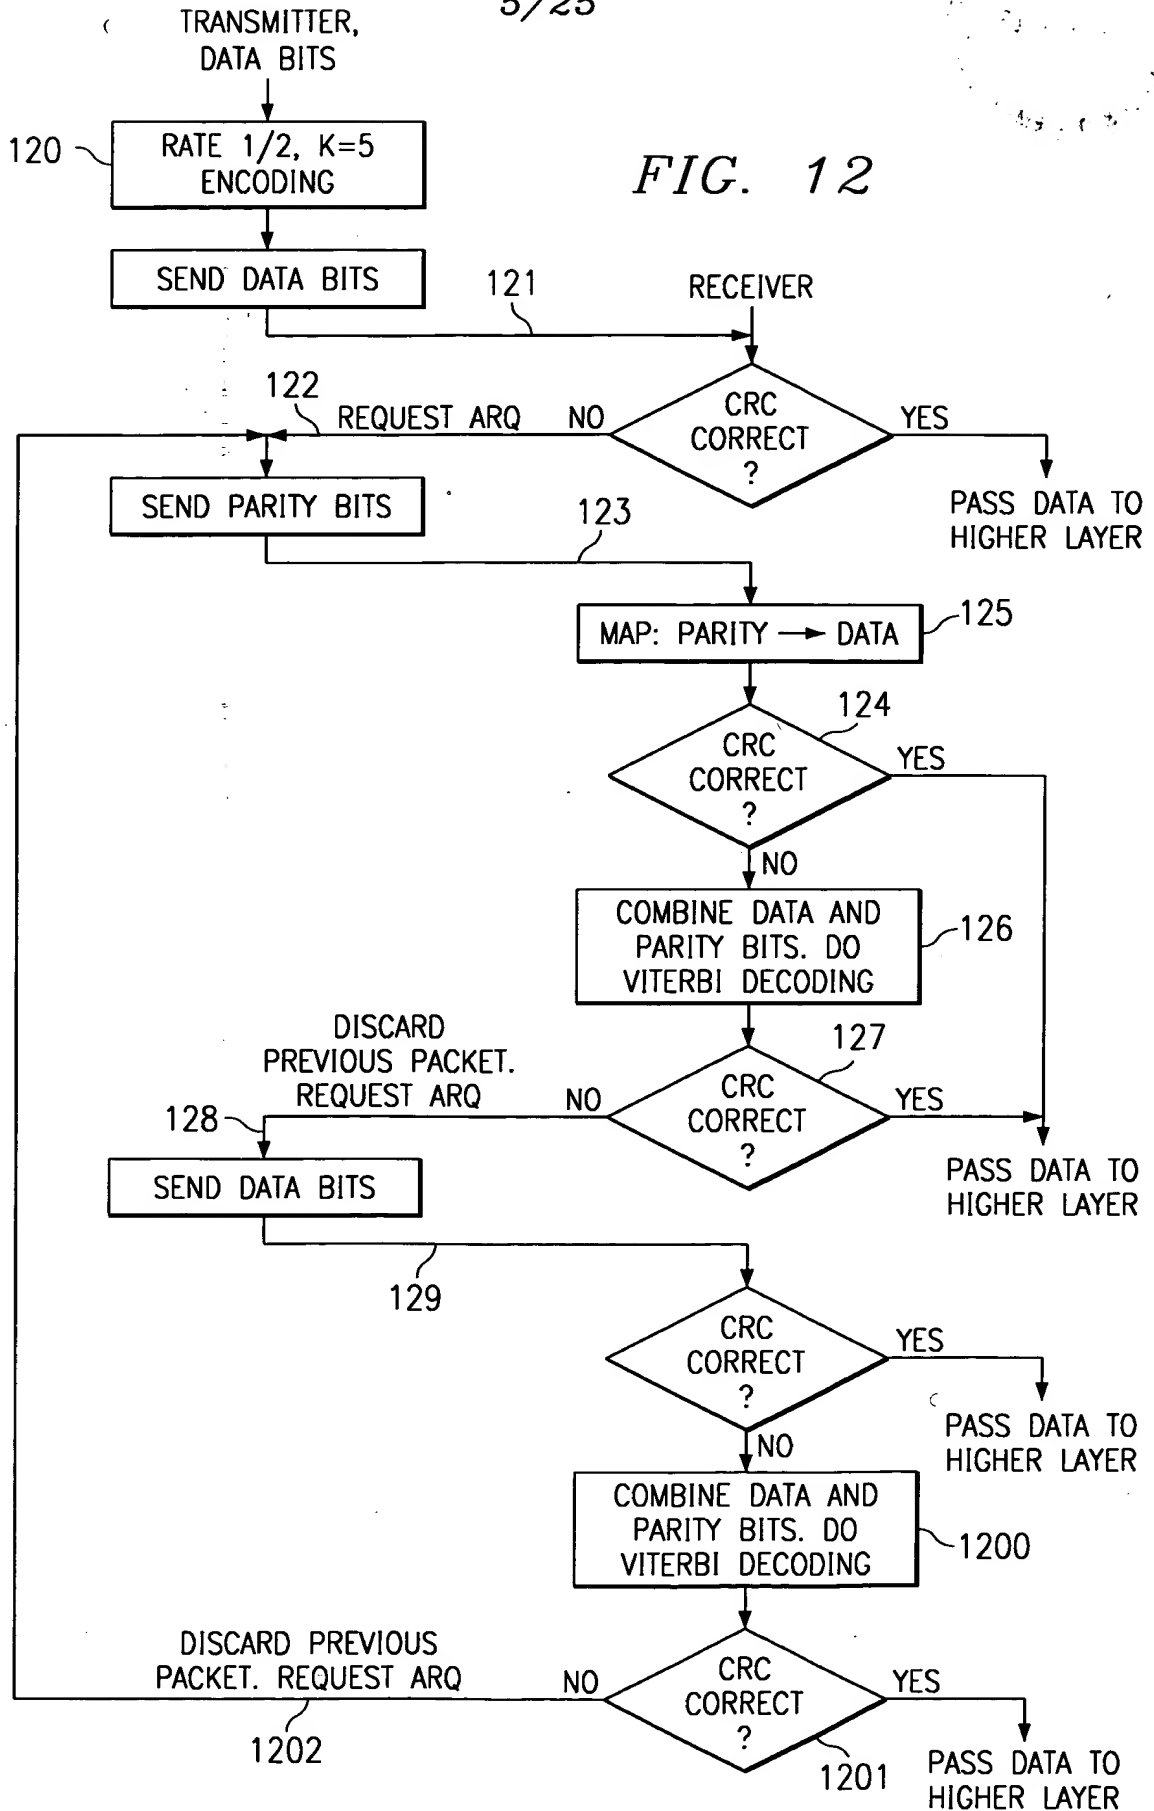 5/25
TRANSMITTER,
DATA BITS
120
RATE 1/2, K=5
ENCODING
FIG. 12
SEND DATA BITS
121
RECEIVER
122
REQUEST ARQ
NO
CRC
CORRECT
?
YES
SEND PARITY BITS
PASS DATA TO
HIGHER LAYER
123
MAP: PARITY → DATA
125
124
CRC
CORRECT
?
YES
NO
COMBINE DATA AND
PARITY BITS. DO
VITERBI DECODING
126
DISCARD
PREVIOUS PACKET.
REQUEST ARQ
127
128
NO
CRC
CORRECT
?
YES
SEND DATA BITS
PASS DATA TO
HIGHER LAYER
129
CRC
CORRECT
?
YES
PASS DATA TO
HIGHER LAYER
NO
COMBINE DATA AND
PARITY BITS. DO
VITERBI DECODING
1200
DISCARD PREVIOUS
PACKET. REQUEST ARQ
NO
CRC
CORRECT
?
YES
1202
1201
PASS DATA TO
HIGHER LAYER